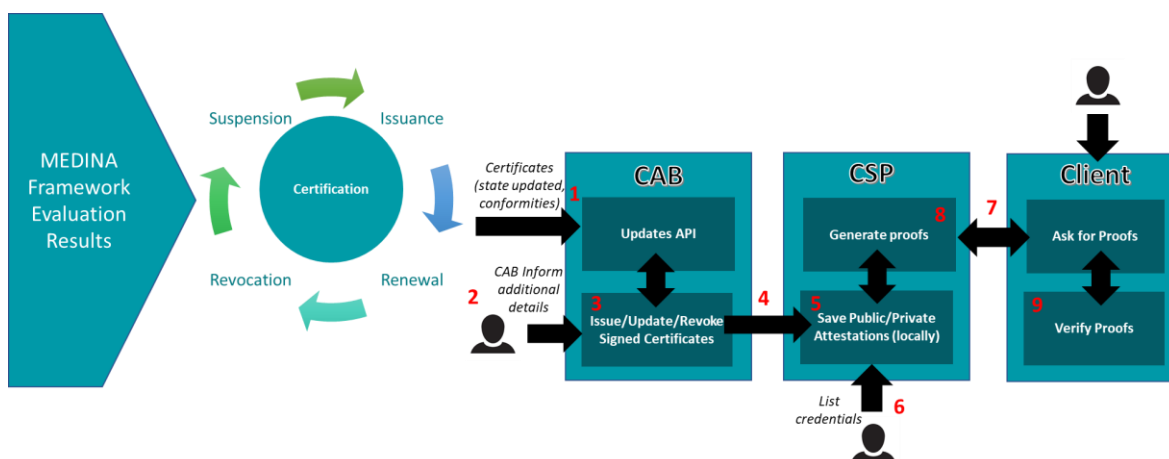 MEDINA
Framework
Evaluation
Results
Suspension
Issuance
Certification
Revocation
Renewal
Certificates
(state updated,
conformities)
1
CAB Inform
additional
details
2
CAB
Updates API
3
Issue/Update/Revoke
Signed Certificates
4
CSP
8
Generate proofs
5
Save Public/Private
Attestations (locally)
List
credentials
6
7
Client
Ask for Proofs
9
Verify Proofs